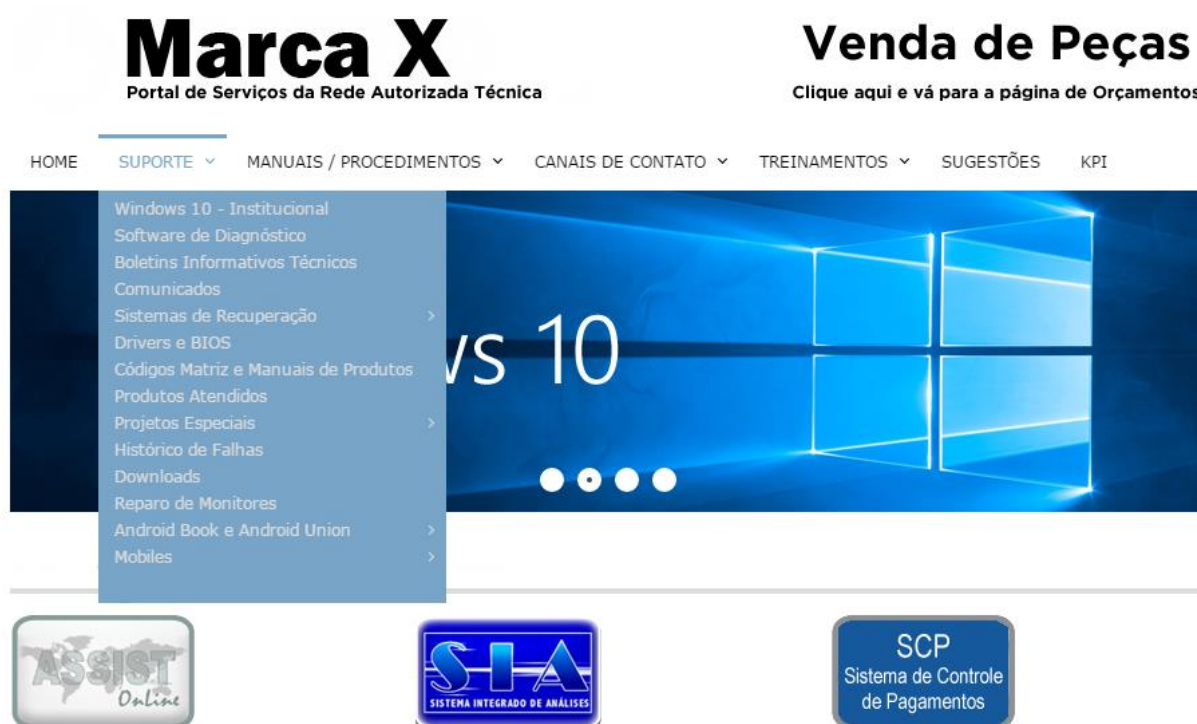 Marca X
Portal de Serviços da Rede Autorizada Técnica
Venda de Peças
Clique aqui e vá para a página de Orçamentos
HOME SUPORTE MANUAIS / PROCEDIMENTOS CANAIS DE CONTATO TREINAMENTOS SUGESTÕES KPI
Windows 10 - Institucional
Software de Diagnóstico
Boletins Informativos Técnicos
Comunicados
Sistemas de Recuperação
Drivers e BIOS
Códigos Matriz e Manuais de Produtos
Produtos Atendidos
Projetos Especiais
Histórico de Falhas
Downloads
Reparo de Monitores
Android Book e Android Union
Mobiles
ws 10
ASSIST
OnLine
SIA
SISTEMA INTEGRADO DE ANÁLISES
SCP
Sistema de Controle
de Pagamentos